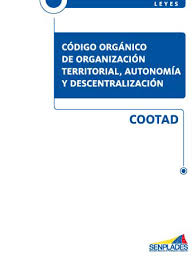 LEYES
CÓDIGO ORGÁNICO
DE ORGANIZACIÓN
TERRITORIAL, AUTONOMÍA
Y DESCENTRALIZACIÓN
COOTAD
SENPLADES